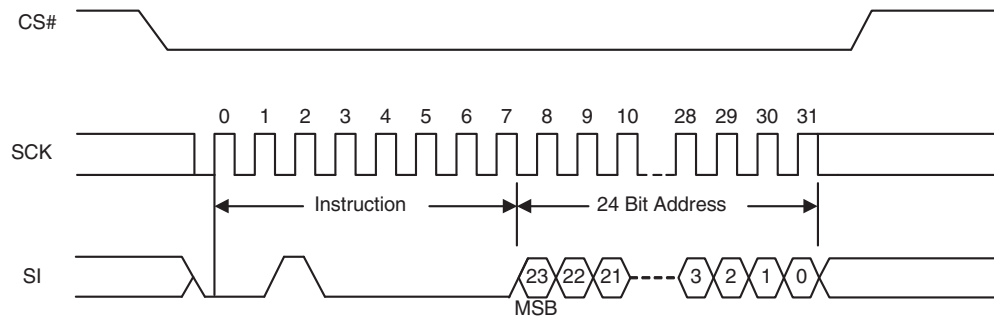 CS#
0 1 2 3 4 5 6 7 8 9 10 28 29 30 31
SCK
Instruction 24 Bit Address
SI 23 22 21 3 2 1 0
MSB